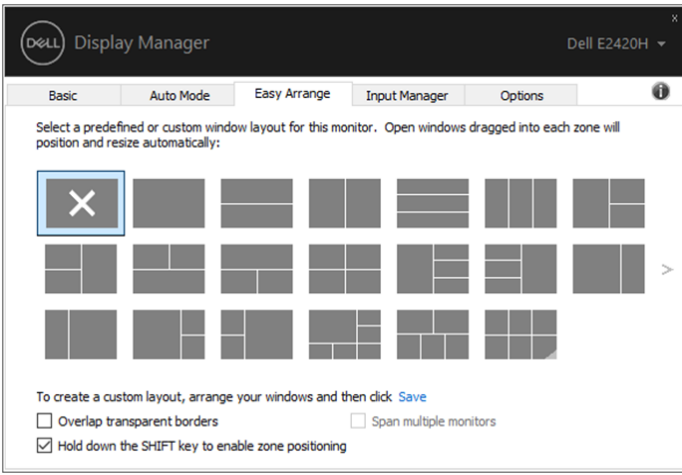 x
DELL Display Manager Dell E2420H
Basic Auto Mode Easy Arrange Input Manager Options i
Select a predefined or custom window layout for this monitor. Open windows dragged into each zone will
position and resize automatically:
To create a custom layout, arrange your windows and then click Save
Overlap transparent borders Span multiple monitors
Hold down the SHIFT key to enable zone positioning